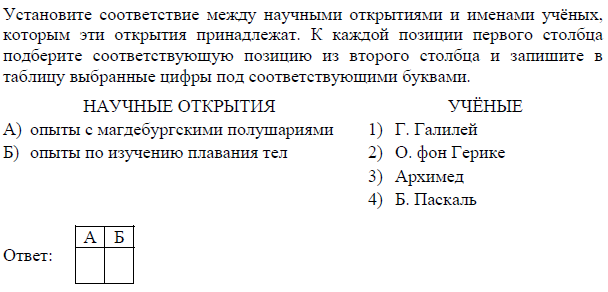 Установите соответствие между научными открытиями и именами учёных,
которым эти открытия принадлежат. К каждой позиции первого столбца
подберите соответствующую позицию из второго столбца и запишите в
таблицу выбранные цифры под соответствующими буквами.
НАУЧНЫЕ ОТКРЫТИЯ
А) опыты с магдебургскими полушариями
Б) опыты по изучению плавания тел
УЧЁНЫЕ
1) Г. Галилей
2) О. фон Герике
3) Архимед
4) Б. Паскаль
Ответ:
А Б